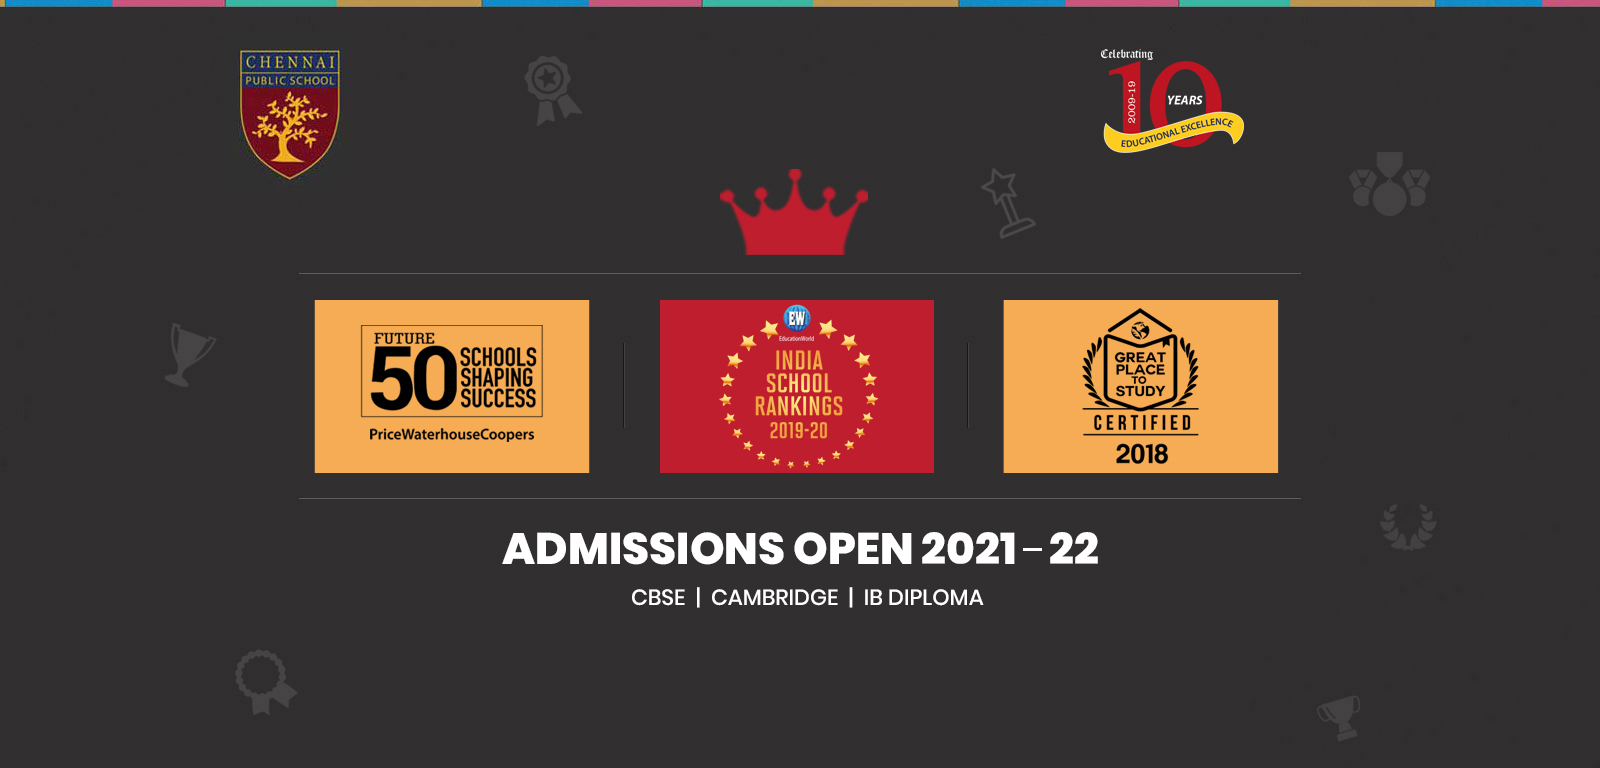 CHENNAI
PUBLIC SCHOOL
Celebrating
10
2009-19
YEARS
EDUCATIONAL EXCELLENCE
FUTURE
50 SCHOOLS
SHAPING
SUCCESS
PriceWaterhouseCoopers
EW
EducationWorld
INDIA
SCHOOL
RANKINGS
2019-20
GREAT
PLACE
TO
STUDY
CERTIFIED
2018
ADMISSIONS OPEN 2021 – 22
CBSE | CAMBRIDGE | IB DIPLOMA